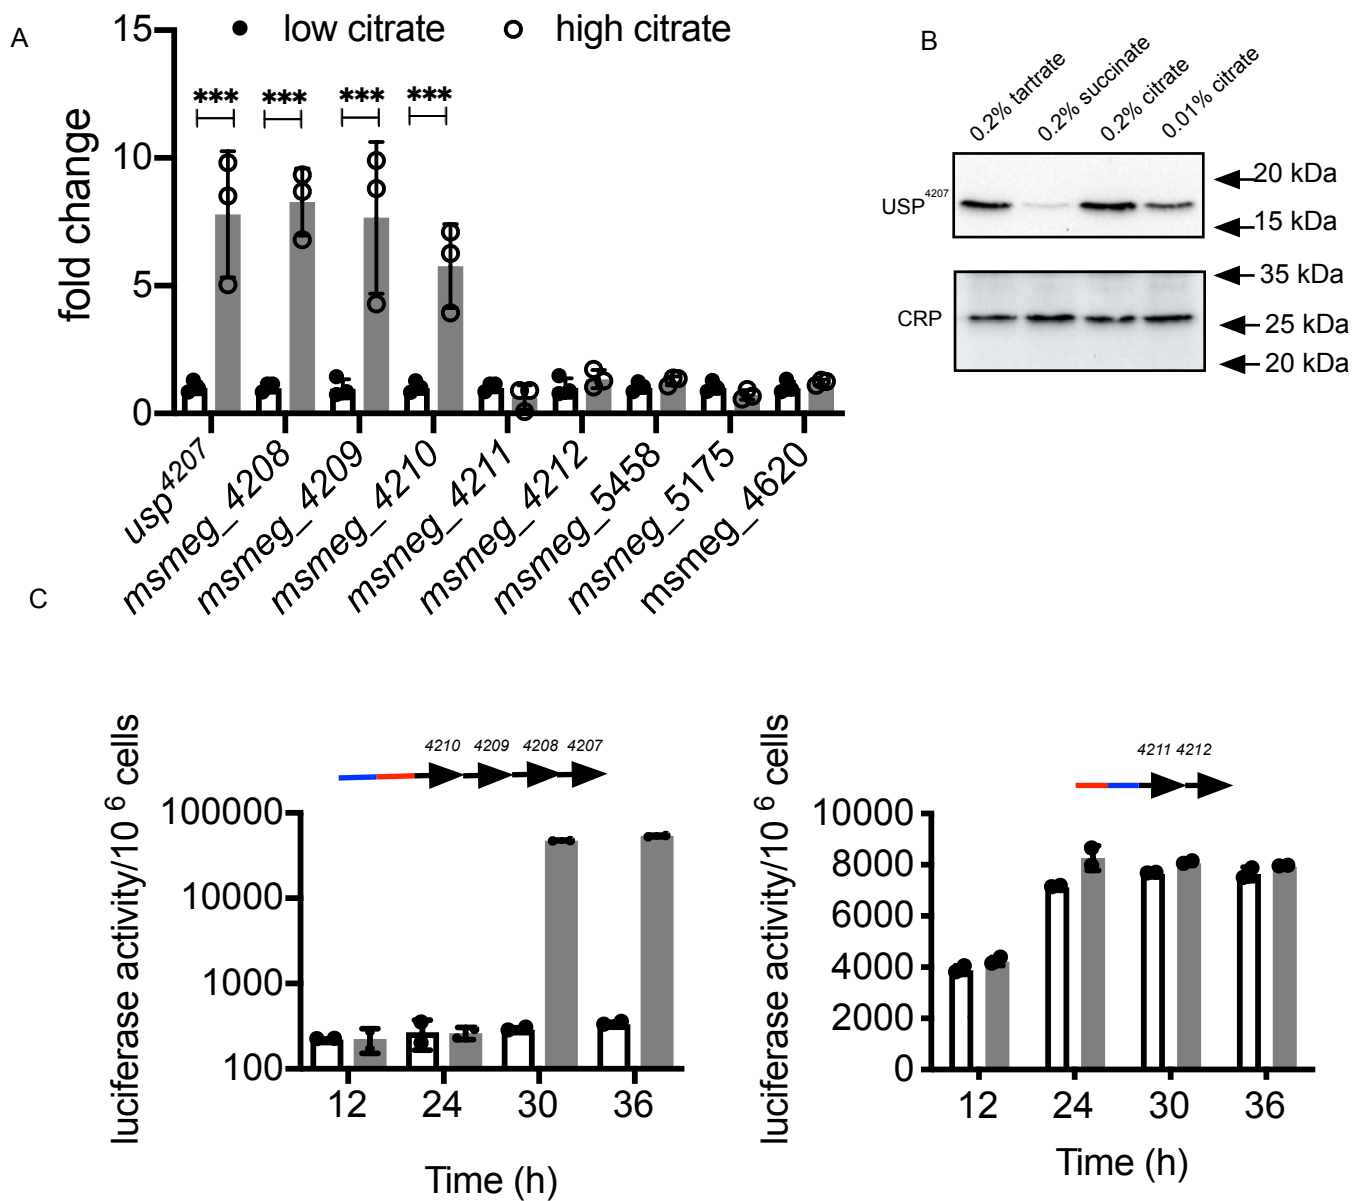 A
low citrate
high citrate
15
10
5
0
fold change
*** *** *** ***
usp4207
msmeg_4208
msmeg_4209
msmeg_4210
msmeg_4211
msmeg_4212
msmeg_5458
msmeg_5175
msmeg_4620
B
0.2% tartrate
0.2% succinate
0.2% citrate
0.01% citrate
USP4207
20 kDa
15 kDa
CRP
35 kDa
25 kDa
20 kDa
C
luciferase activity/10 6 cells
4210 4209 4208 4207
100000
10000
1000
100
12 24 30 36
Time (h)
luciferase activity/10 6 cells
4211 4212
10000
8000
6000
4000
2000
0
12 24 30 36
Time (h)